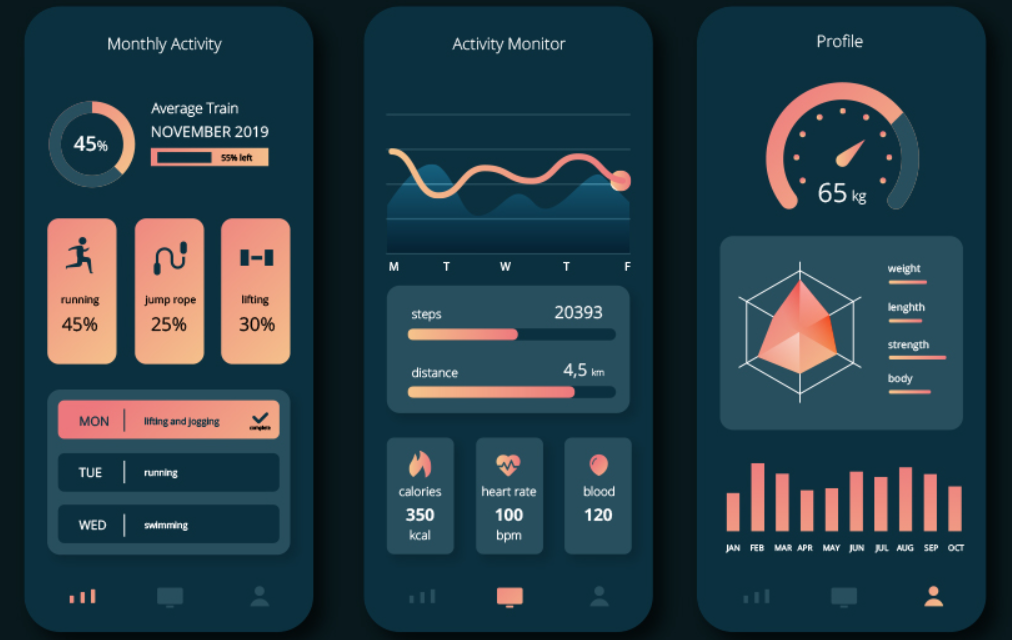 Monthly Activity
45%
Average Train
NOVEMBER 2019
55% left
running
45%
jump rope
25%
lifting
30%
MON
lifting and jogging
complete
TUE
running
WED
swimming
Activity Monitor
M T W T F
steps 20393
distance 4,5 km
calories
350
kcal
heart rate
100
bpm
blood
120
Profile
65 kg
weight
lenghth
strength
body
JAN FEB MAR APR MAY JUN JUL AUG SEP OCT